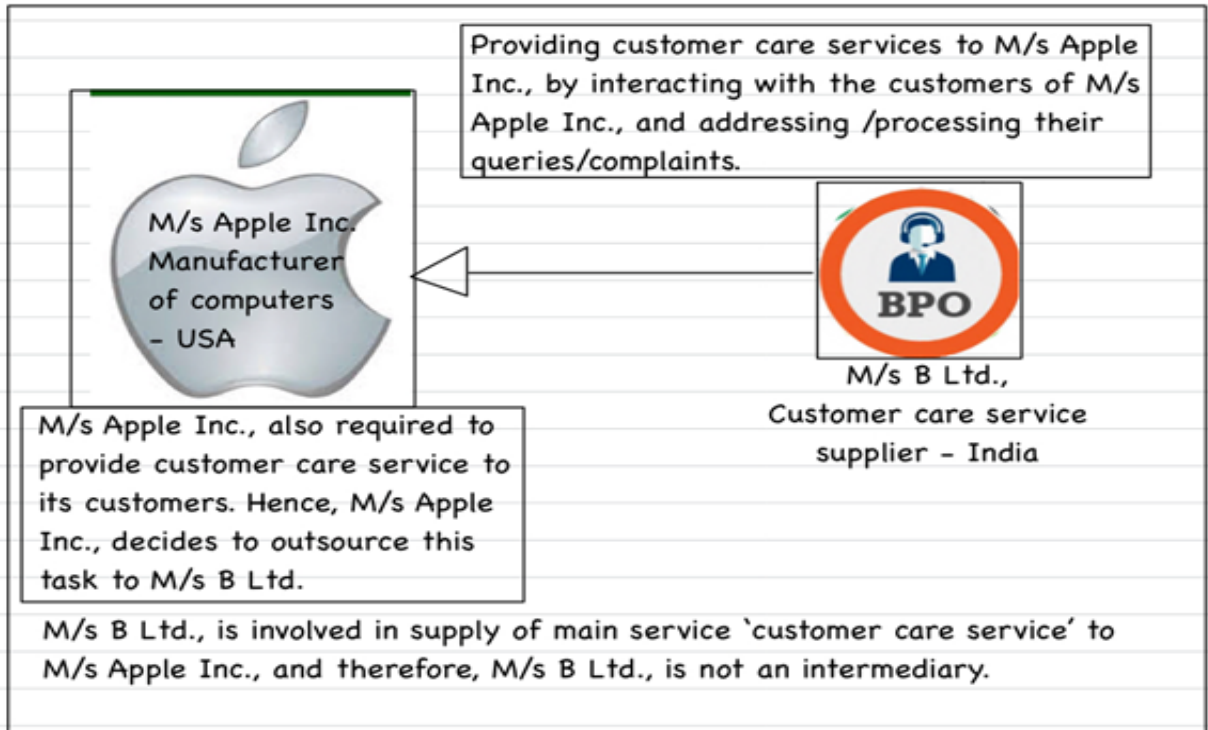 Providing customer care services to M/s Apple
Inc., by interacting with the customers of M/s
Apple Inc., and addressing /processing their
queries/complaints.
M/s Apple Inc.
Manufacturer
of computers
- USA
BPO
M/s B Ltd.,
Customer care service
supplier - India
M/s Apple Inc., also required to
provide customer care service to
its customers. Hence, M/s Apple
Inc., decides to outsource this
task to M/s B Ltd.
M/s B Ltd., is involved in supply of main service ‘customer care service’ to
M/s Apple Inc., and therefore, M/s B Ltd., is not an intermediary.